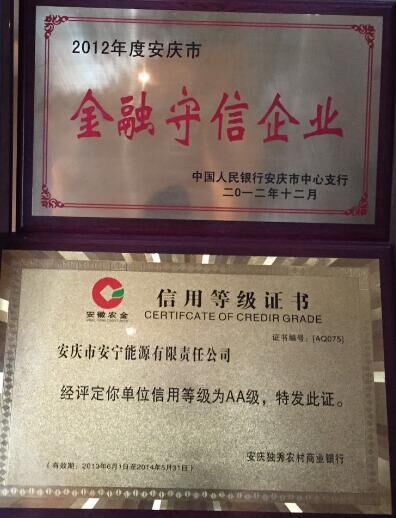 2012年度安庆市
金融守信企业
中国人民银行安庆市中心支行
二〇一二年十二月
安徽农金
信用等级证书
CERTIFCATE OF CREDIR GRADE
证书编号：[AQ075]
安庆市安宁能源有限责任公司
经评定你单位信用等级为AA级，特发此证。
安庆独秀农村商业银行
（有效期：2013年6月1日至2014年5月31日）